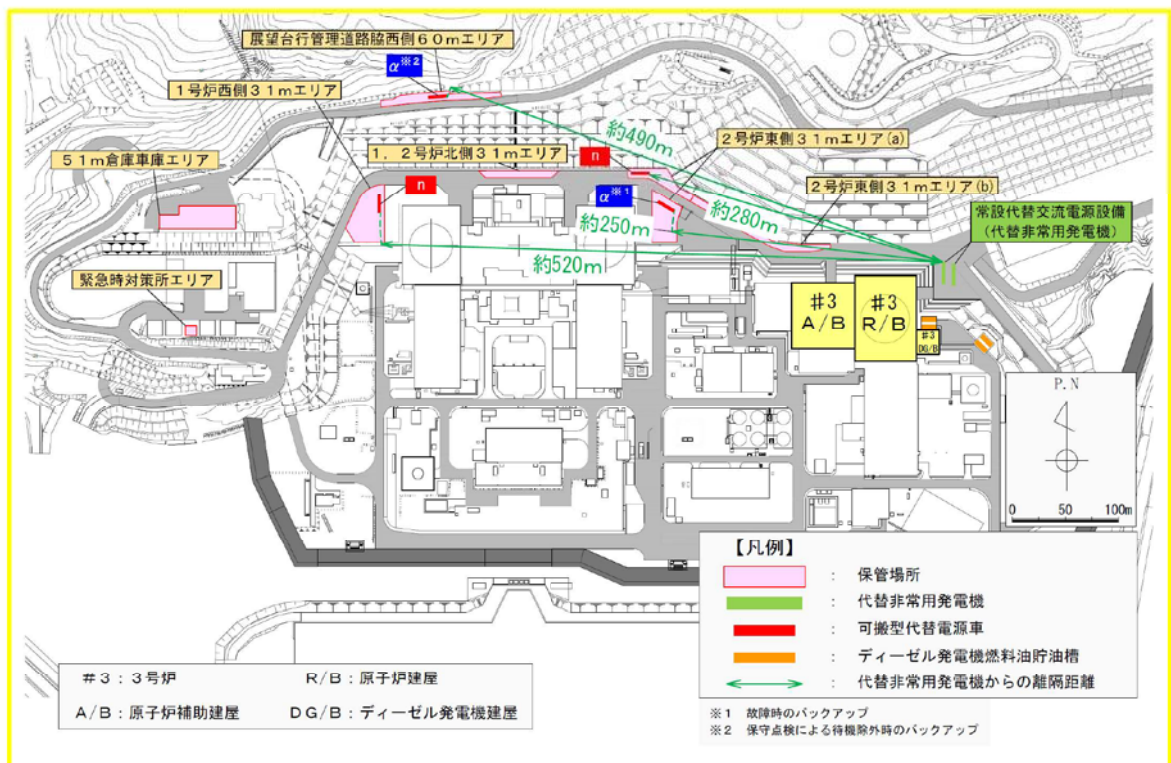 展望台行管理道路脇西側60mエリア
α※2
1号炉西側31mエリア
51m倉庫車庫エリア
1，2号炉北側31mエリア
n
約490m
2号炉東側31mエリア(a)
n
α※1
2号炉東側31mエリア(b)
約280m
約250m
約520m
常設代替交流電源設備
（代替非常用発電機）
緊急時対策所エリア
＃3
A/B
＃3
R/B
＃3
DG/B
P.N
0 50 100m
【凡例】
： 保管場所
： 代替非常用発電機
： 可搬型代替電源車
： ディーゼル発電機燃料油貯油槽
： 代替非常用発電機からの離隔距離
※1 故障時のバックアップ
※2 保守点検による待機除外時のバックアップ
＃3：3号炉 R/B：原子炉建屋
A/B：原子炉補助建屋 DG/B：ディーゼル発電機建屋